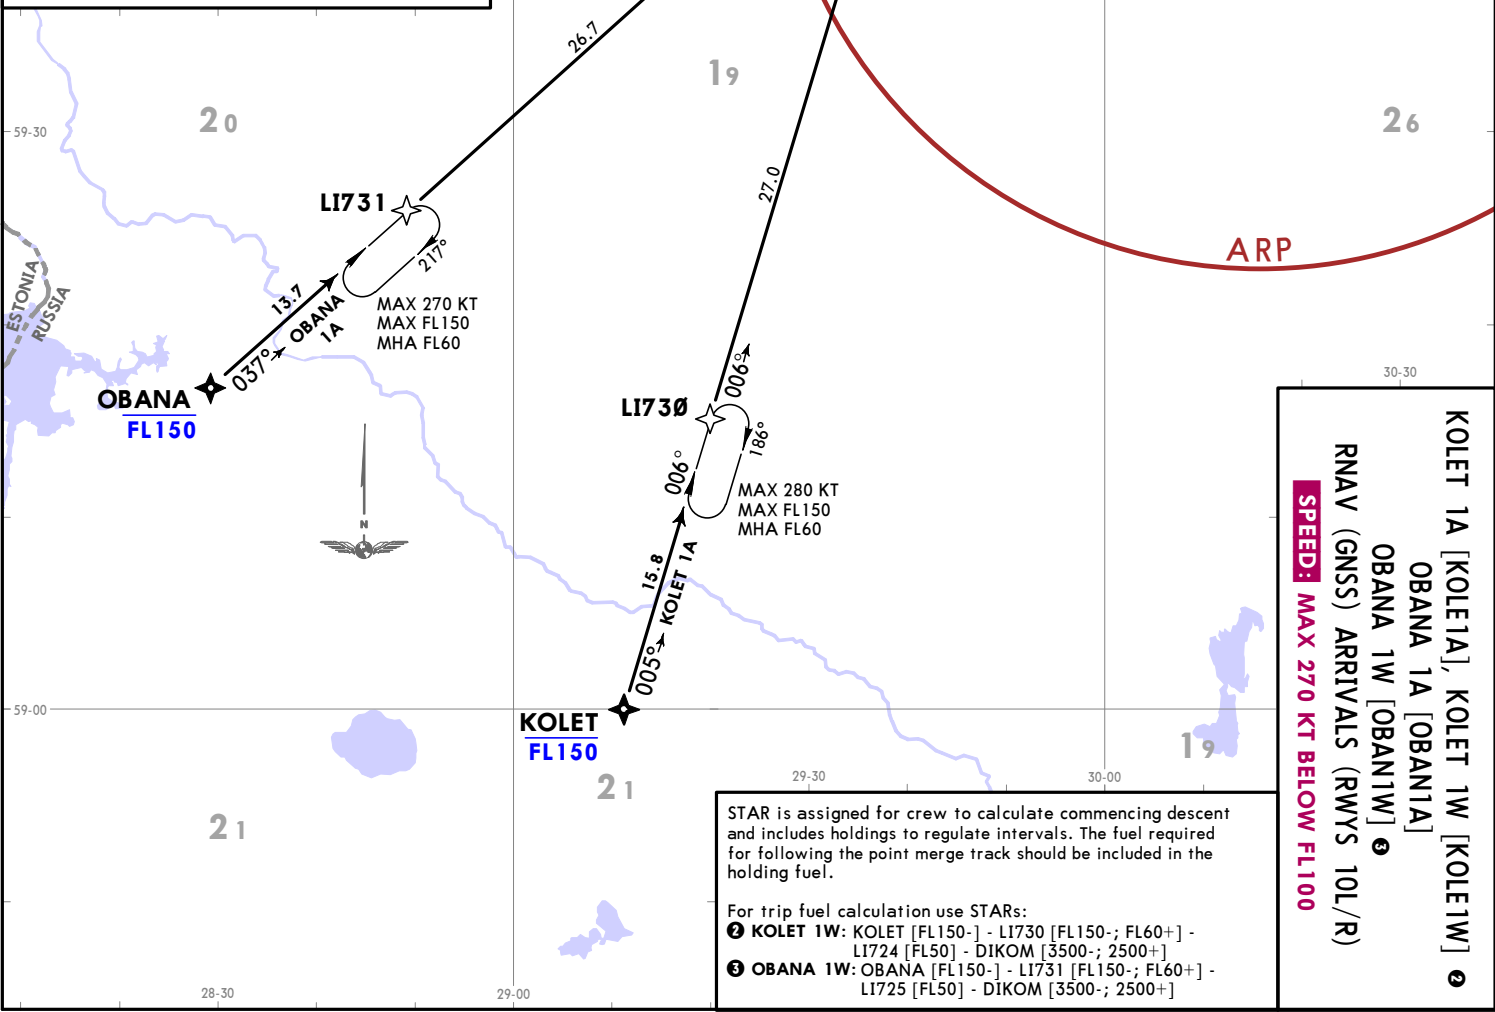 26.7
19
20
26
59-30
27.0
LI731
217°
ARP
ESTONIA
RUSSIA
13.7
OBANA
1A
037°
MAX 270 KT
MAX FL150
MHA FL60
OBANA
FL150
30-30
006°
LI730
186°
006°
MAX 280 KT
MAX FL150
MHA FL60
N
15.8
KOLET 1A
005°
59-00
KOLET
FL150
19
21
29-30
30-00
21
28-30
29-00
KOLET 1A [KOLE1A], KOLET 1W [KOLE1W] ❷
OBANA 1A [OBAN1A]
OBANA 1W [OBAN1W] ❸
RNAV (GNSS) ARRIVALS (RWYS 10L/R)
SPEED: MAX 270 KT BELOW FL100
STAR is assigned for crew to calculate commencing descent
and includes holdings to regulate intervals. The fuel required
for following the point merge track should be included in the
holding fuel.
For trip fuel calculation use STARs:
❷ KOLET 1W: KOLET [FL150-] - LI730 [FL150-; FL60+] -
LI724 [FL50] - DIKOM [3500-; 2500+]
❸ OBANA 1W: OBANA [FL150-] - LI731 [FL150-; FL60+] -
LI725 [FL50] - DIKOM [3500-; 2500+]